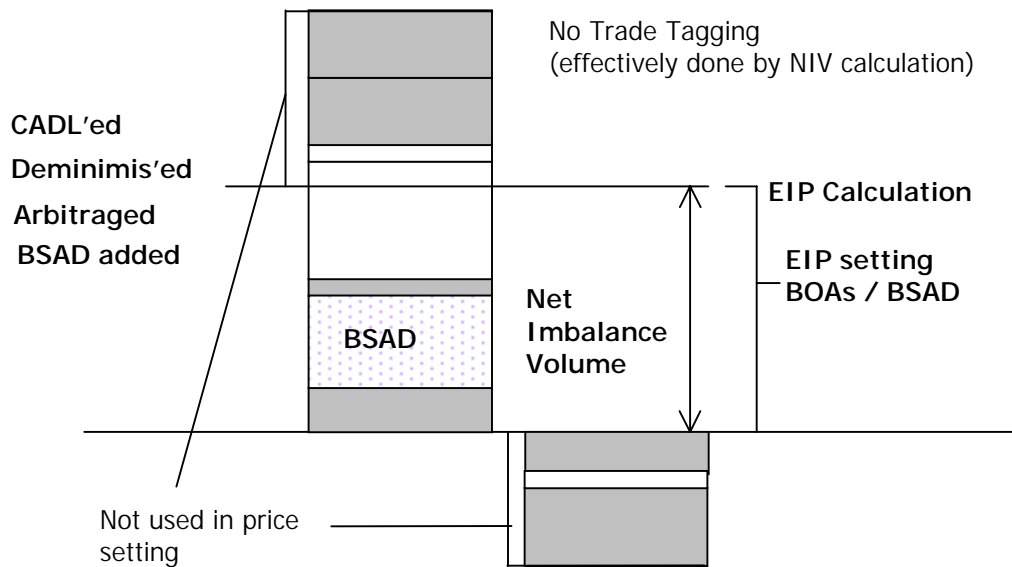 No Trade Tagging
(effectively done by NIV calculation)
CADL'ed
Deminimis'ed
Arbitraged
BSAD added
EIP Calculation
EIP setting
BOAs / BSAD
Net
Imbalance
Volume
BSAD
Not used in price
setting